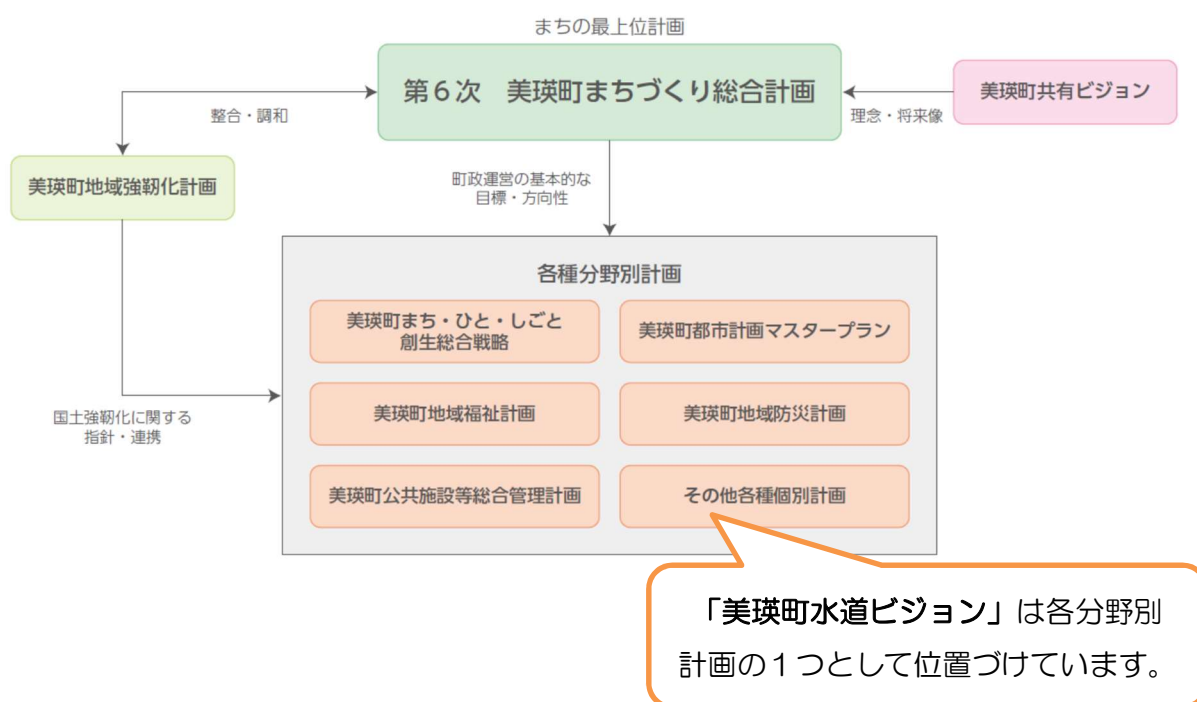 まちの最上位計画
第6次 美瑛町まちづくり総合計画
美瑛町共有ビジョン
整合・調和
理念・将来像
美瑛町地域強靭化計画
町政運営の基本的な
目標・方向性
各種分野別計画
美瑛町まち・ひと・しごと
創生総合戦略
美瑛町都市計画マスタープラン
美瑛町地域福祉計画
美瑛町地域防災計画
国土強靭化に関する
指針・連携
美瑛町公共施設等総合管理計画
その他各種個別計画
「美瑛町水道ビジョン」は各分野別
計画の1つとして位置づけています。